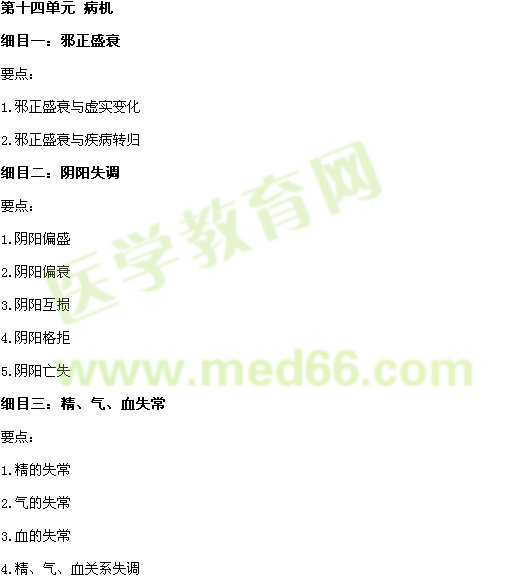 第十四单元 病机
细目一：邪正盛衰
要点：
1.邪正盛衰与虚实变化
2.邪正盛衰与疾病转归
细目二：阴阳失调
要点：
1.阴阳偏盛
2.阴阳偏衰
3.阴阳互损
4.阴阳格拒
5.阴阳亡失
细目三：精、气、血失常
要点：
1.精的失常
2.气的失常
3.血的失常
4.精、气、血关系失调
医学教育网
www.med66.com